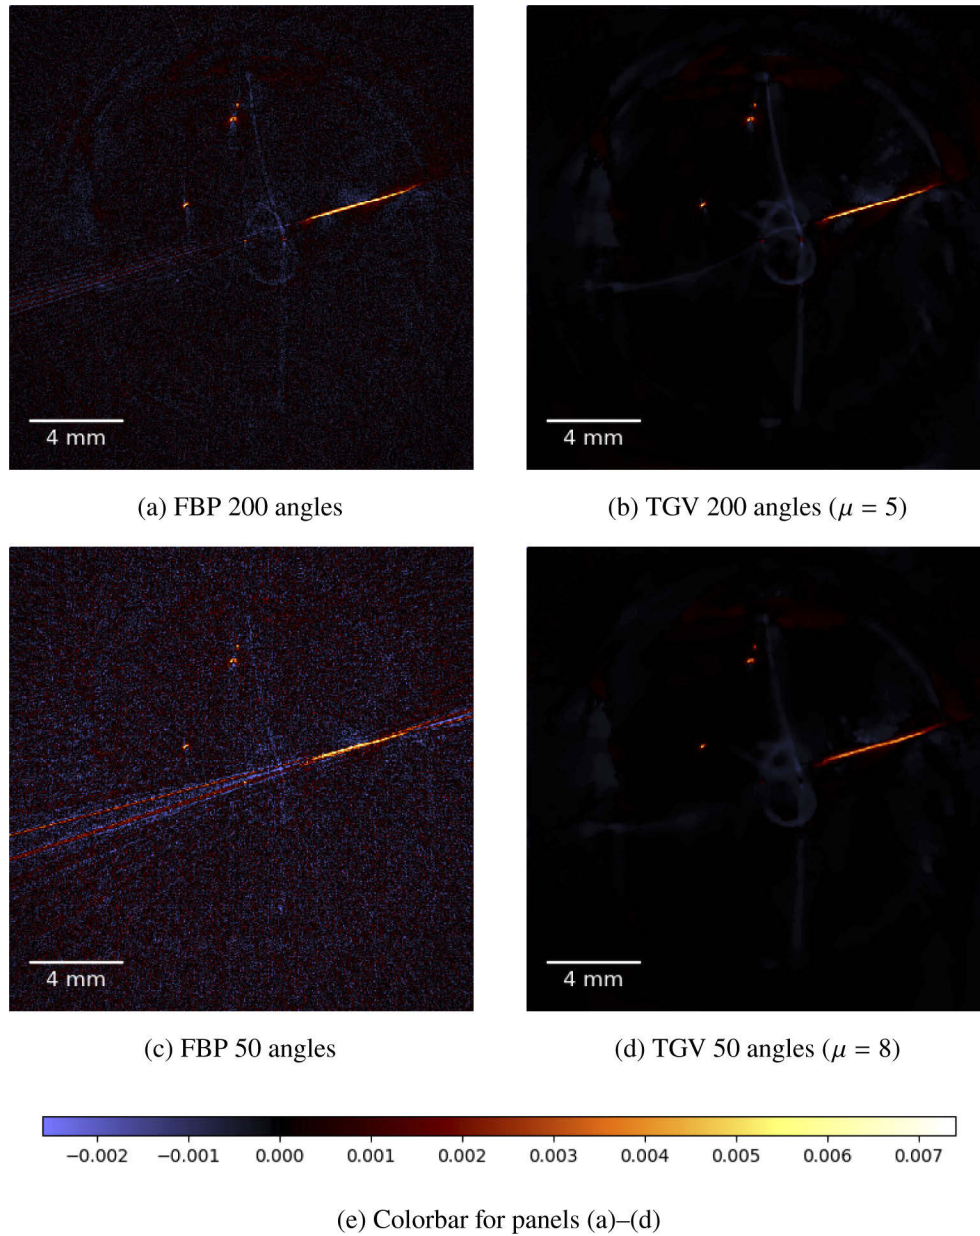 4 mm
4 mm
(a) FBP 200 angles
(b) TGV 200 angles (μ = 5)
4 mm
4 mm
(c) FBP 50 angles
(d) TGV 50 angles (μ = 8)
−0.002 −0.001 0.000 0.001 0.002 0.003 0.004 0.005 0.006 0.007
(e) Colorbar for panels (a)–(d)